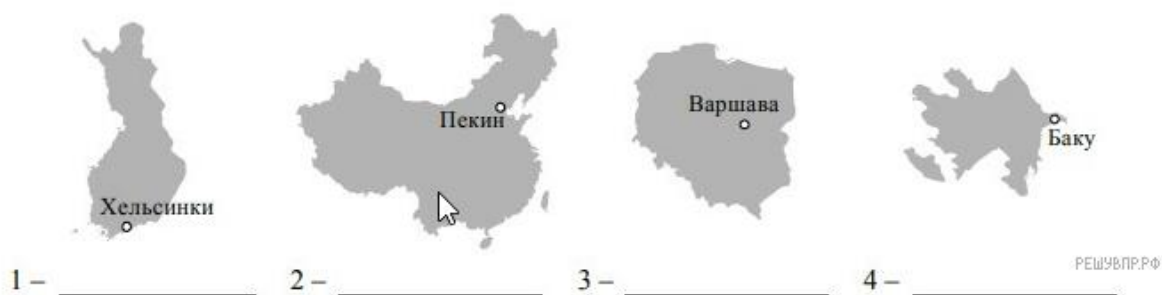 Хельсинки
Пекин
Варшава
Баку
1 –
2 –
3 –
4 –
РЕШУВПР.РФ